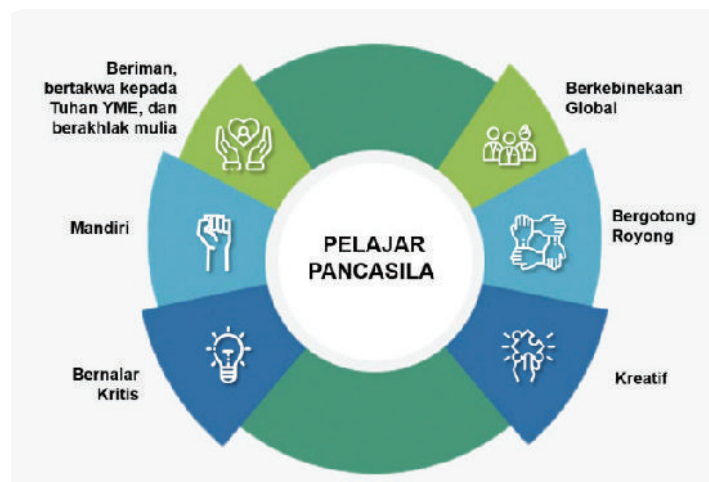 Beriman,
bertakwa kepada
Tuhan YME, dan
berakhlak mulia
Berkebinekaan
Global
Mandiri
PELAJAR
PANCASILA
Bergotong
Royong
Bernalar
Kritis
Kreatif